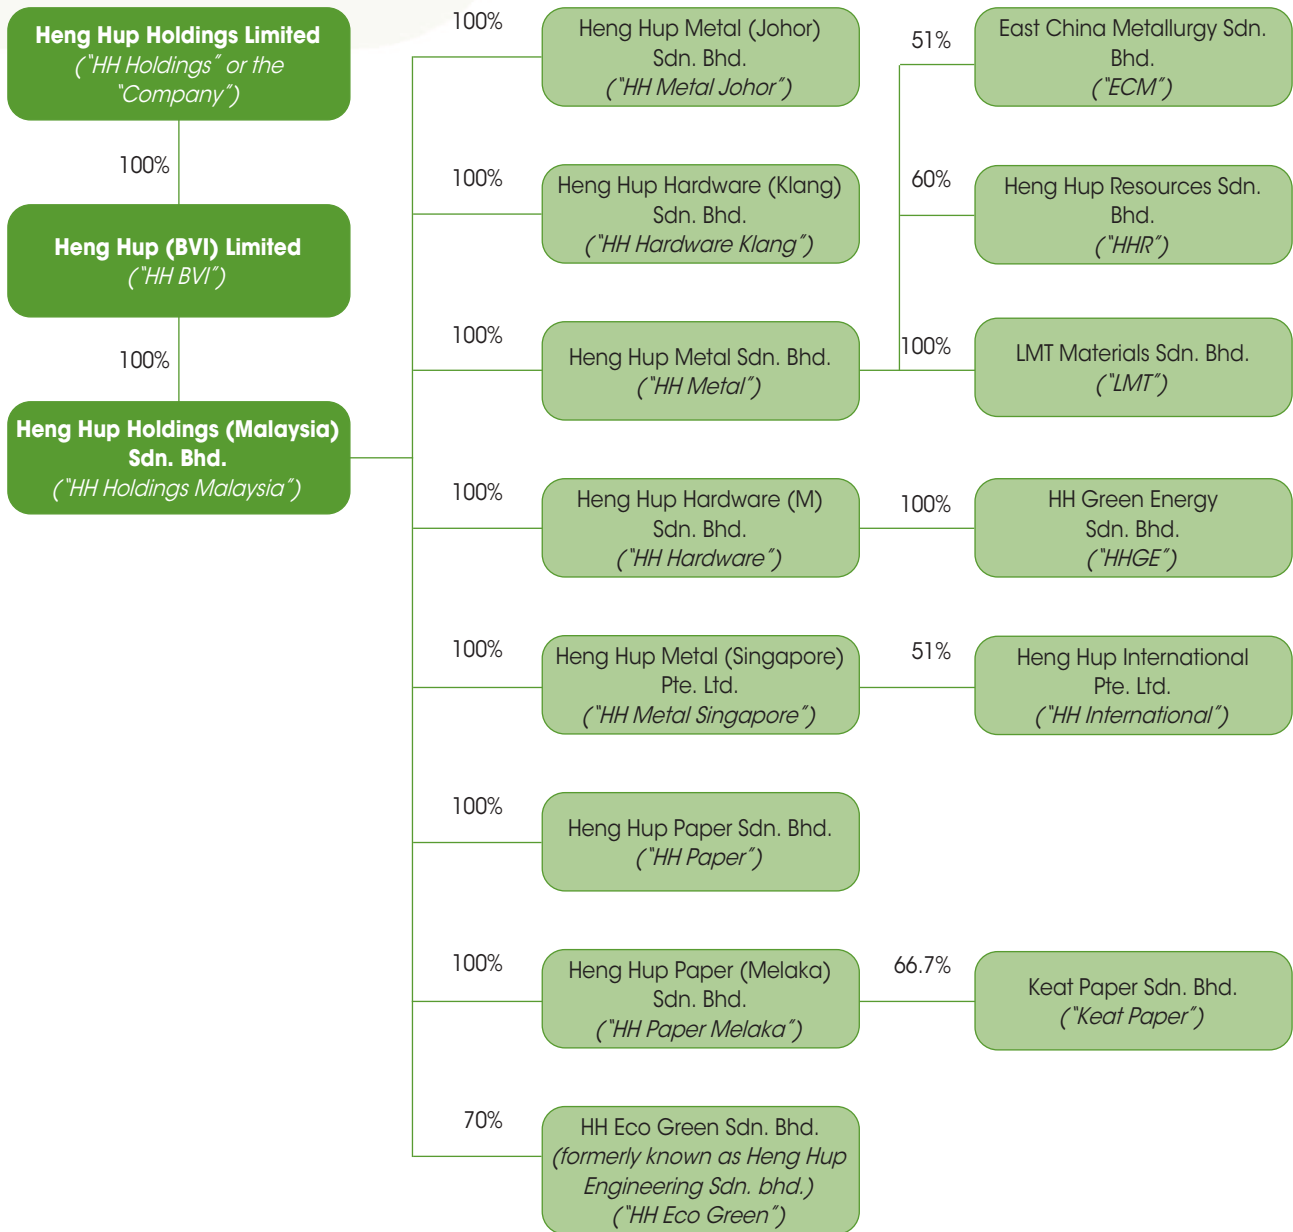 Heng Hup Holdings Limited
(“HH Holdings” or the
“Company”)
100%
Heng Hup (BVI) Limited
(“HH BVI”)
100%
Heng Hup Holdings (Malaysia)
Sdn. Bhd.
(“HH Holdings Malaysia”)
100%
Heng Hup Metal (Johor)
Sdn. Bhd.
(“HH Metal Johor”)
100%
Heng Hup Hardware (Klang)
Sdn. Bhd.
(“HH Hardware Klang”)
100%
Heng Hup Metal Sdn. Bhd.
(“HH Metal”)
51%
East China Metallurgy Sdn.
Bhd.
(“ECM”)
60%
Heng Hup Resources Sdn.
Bhd.
(“HHR”)
100%
LMT Materials Sdn. Bhd.
(“LMT”)
100%
Heng Hup Hardware (M)
Sdn. Bhd.
(“HH Hardware”)
100%
HH Green Energy
Sdn. Bhd.
(“HHGE”)
100%
Heng Hup Metal (Singapore)
Pte. Ltd.
(“HH Metal Singapore”)
51%
Heng Hup International
Pte. Ltd.
(“HH International”)
100%
Heng Hup Paper Sdn. Bhd.
(“HH Paper”)
100%
Heng Hup Paper (Melaka)
Sdn. Bhd.
(“HH Paper Melaka”)
66.7%
Keat Paper Sdn. Bhd.
(“Keat Paper”)
70%
HH Eco Green Sdn. Bhd.
(formerly known as Heng Hup
Engineering Sdn. bhd.)
(“HH Eco Green”)